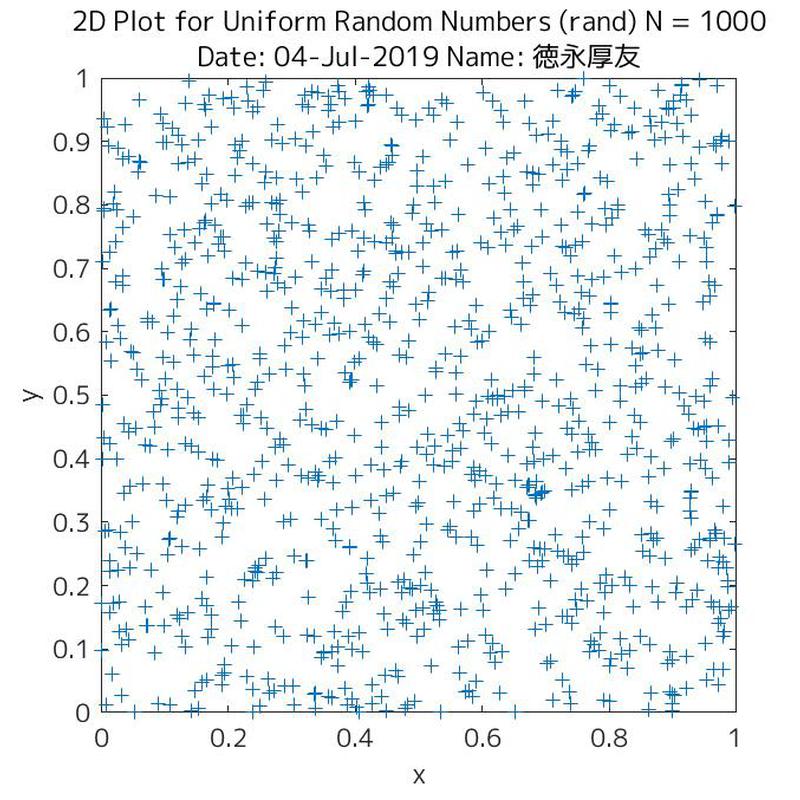 2D Plot for Uniform Random Numbers (rand) N = 1000
Date: 04-Jul-2019 Name: 徳永厚友
1
0.9
0.8
0.7
0.6
0.5
0.4
0.3
0.2
0.1
0
y
0 0.2 0.4 0.6 0.8 1
x